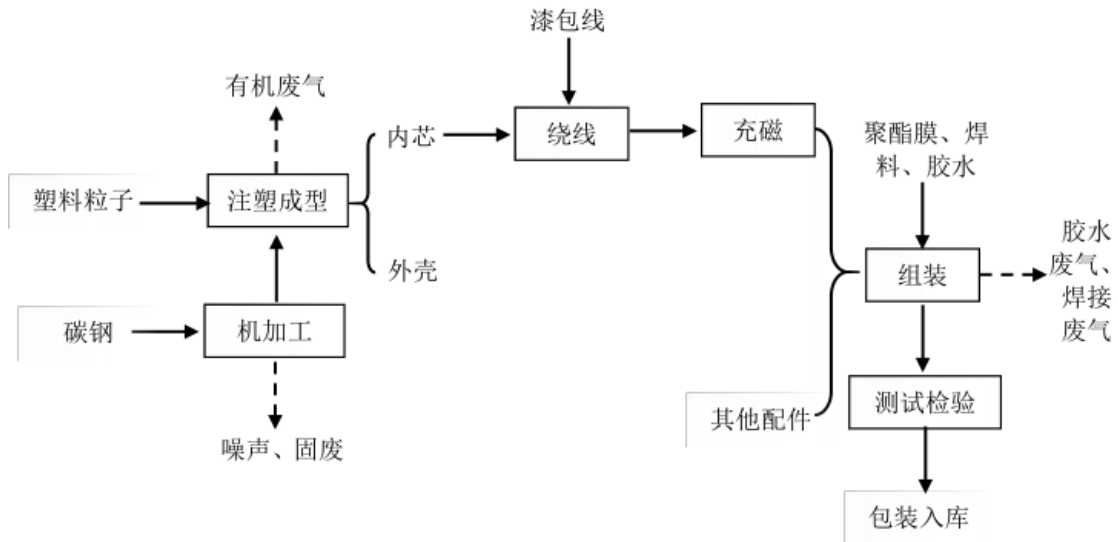 漆包线
有机废气
内芯
绕线
充磁
聚酯膜、焊
料、胶水
塑料粒子
注塑成型
外壳
组装
胶水
废气、
焊接
废气
碳钢
机加工
其他配件
测试检验
噪声、固废
包装入库